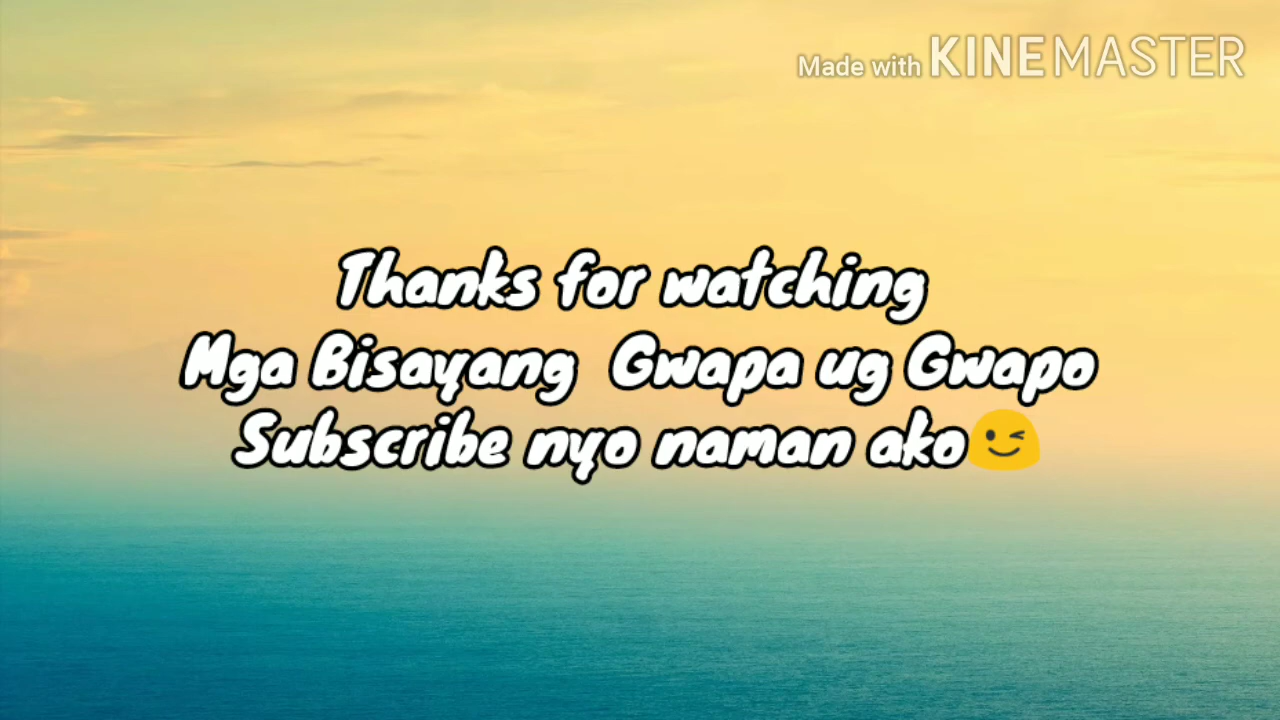 Made with KINEMASTER
Thanks for watching
Mga Bisayang Gwapa ug Gwapo
Subscribe nyo naman ako😉